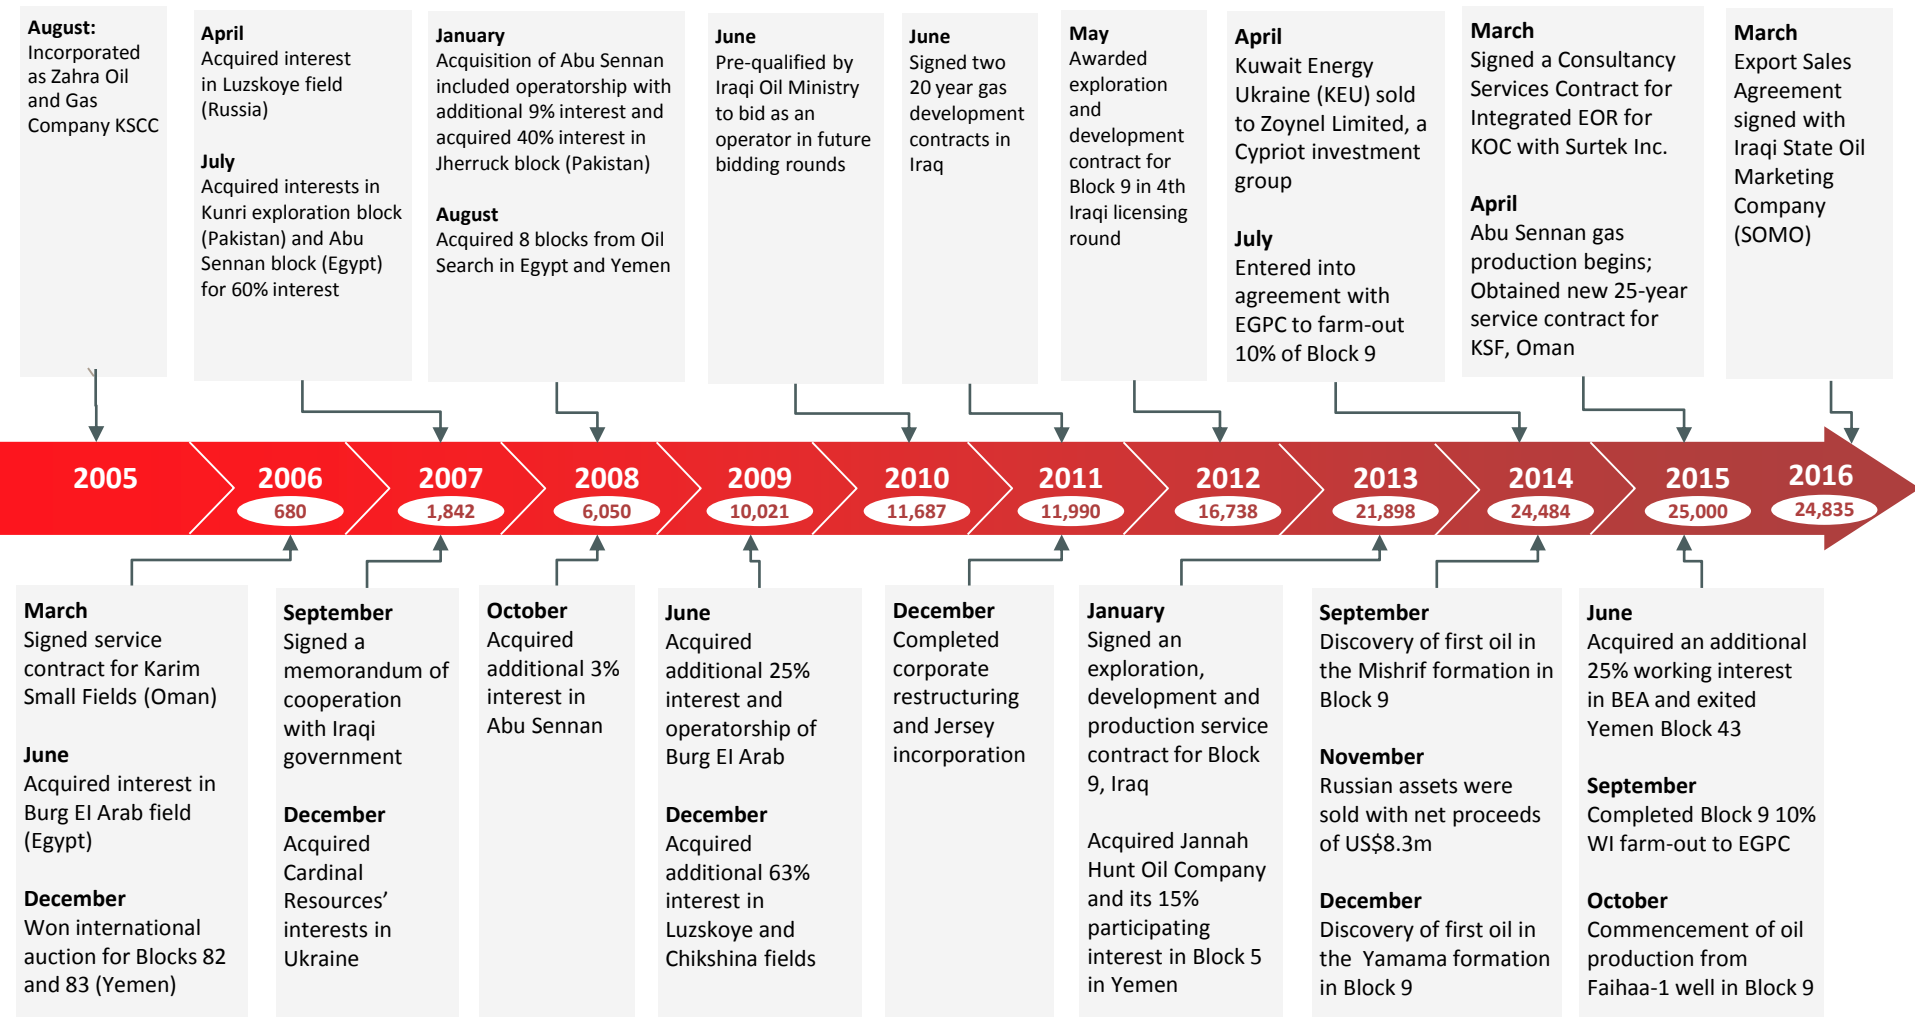 August:
Incorporated
as Zahra Oil
and Gas
Company KSCC
April
Acquired interest
in Luzskoye field
(Russia)
July
Acquired interests in
Kunri exploration block
(Pakistan) and Abu
Sennan block (Egypt)
for 60% interest
January
Acquisition of Abu Sennan
included operatorship with
additional 9% interest and
acquired 40% interest in
Jherruck block (Pakistan)
August
Acquired 8 blocks from Oil
Search in Egypt and Yemen
June
Pre-qualified by
Iraqi Oil Ministry
to bid as an
operator in future
bidding rounds
June
Signed two
20 year gas
development
contracts in
Iraq
May
Awarded
exploration
and
development
contract for
Block 9 in 4th
Iraqi licensing
round
April
Kuwait Energy
Ukraine (KEU) sold
to Zoynel Limited, a
Cypriot investment
group
July
Entered into
agreement with
EGPC to farm-out
10% of Block 9
March
Signed a Consultancy
Services Contract for
Integrated EOR for
KOC with Surtek Inc.
April
Abu Sennan gas
production begins;
Obtained new 25-year
service contract for
KSF, Oman
March
Export Sales
Agreement
signed with
Iraqi State Oil
Marketing
Company
(SOMO)
2005
2006
680
2007
1,842
2008
6,050
2009
10,021
2010
11,687
2011
11,990
2012
16,738
2013
21,898
2014
24,484
2015
25,000
2016
24,835
March
Signed service
contract for Karim
Small Fields (Oman)
June
Acquired interest in
Burg EI Arab field
(Egypt)
December
Won international
auction for Blocks 82
and 83 (Yemen)
September
Signed a
memorandum of
cooperation
with Iraqi
government
December
Acquired
Cardinal
Resources’
interests in
Ukraine
October
Acquired
additional 3%
interest in
Abu Sennan
June
Acquired
additional 25%
interest and
operatorship of
Burg EI Arab
December
Acquired
additional 63%
interest in
Luzskoye and
Chikshina fields
December
Completed
corporate
restructuring
and Jersey
incorporation
January
Signed an
exploration,
development and
production service
contract for Block
9, Iraq
Acquired Jannah
Hunt Oil Company
and its 15%
participating
interest in Block 5
in Yemen
September
Discovery of first oil in
the Mishrif formation in
Block 9
November
Russian assets were
sold with net proceeds
of US$8.3m
December
Discovery of first oil in
the Yamama formation
in Block 9
June
Acquired an additional
25% working interest
in BEA and exited
Yemen Block 43
September
Completed Block 9 10%
WI farm-out to EGPC
October
Commencement of oil
production from
Faihaa-1 well in Block 9